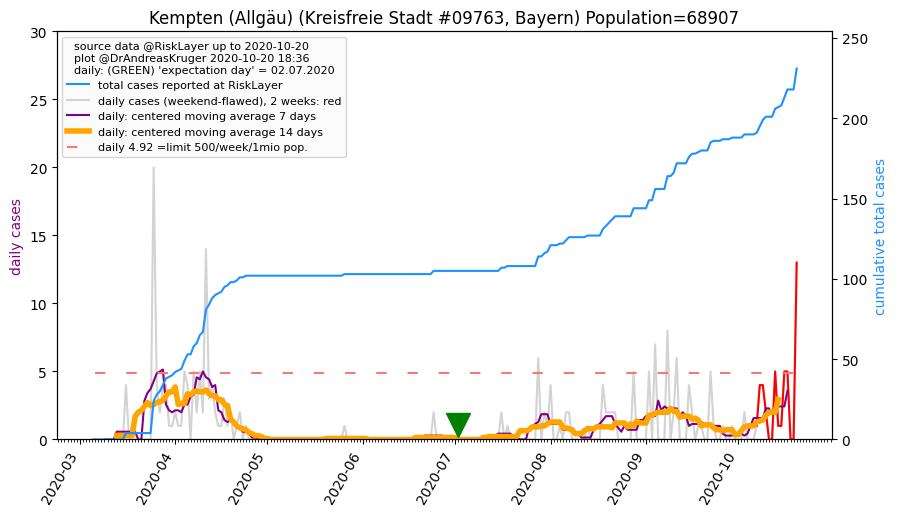 Kempten (Allgäu) (Kreisfreie Stadt #09763, Bayern) Population=68907
source data @RiskLayer up to 2020-10-20
plot @DrAndreasKruger 2020-10-20 18:36
daily: (GREEN) 'expectation day' = 02.07.2020
total cases reported at RiskLayer
daily cases (weekend-flawed), 2 weeks: red
daily: centered moving average 7 days
daily: centered moving average 14 days
daily 4.92 =limit 500/week/1mio pop.
daily cases
30
25
20
15
10
5
0
cumulative total cases
250
200
150
100
50
0
2020-03
2020-04
2020-05
2020-06
2020-07
2020-08
2020-09
2020-10